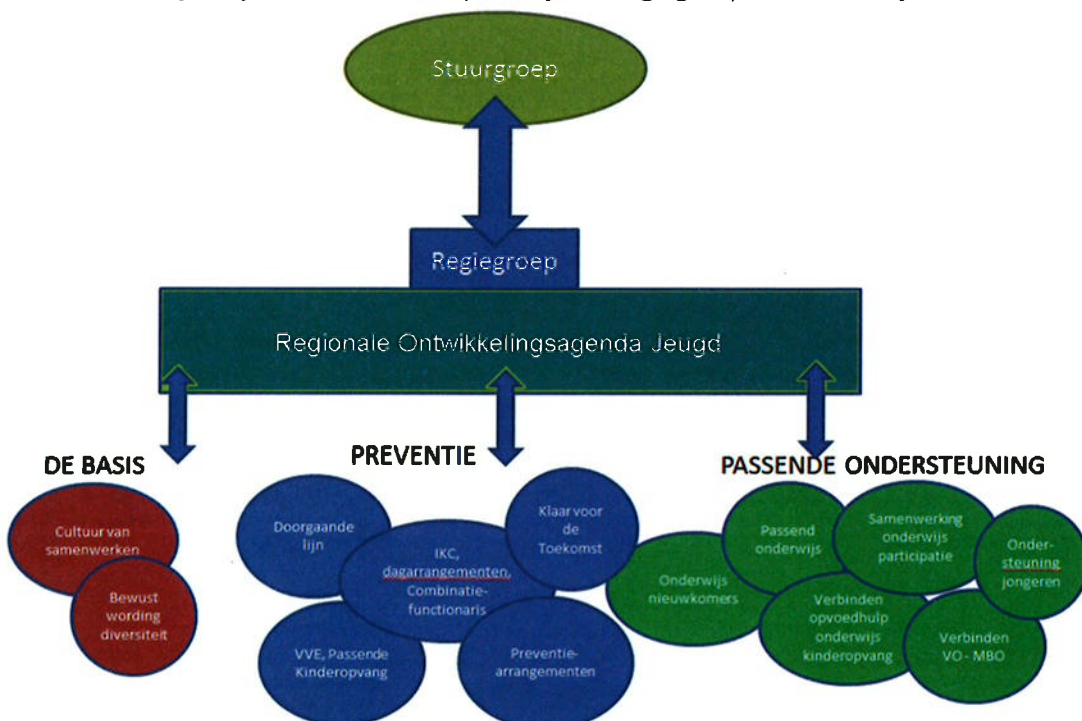 Stuurgroep
Regiegroep
Regionale Ontwikkelingsagenda Jeugd
DE BASIS
PREVENTIE
PASSENDE ONDERSTEUNING
Cultuur van
samenwerken
Bewust
wording
diversiteit
Doorgaande
lijn
IKC,
dagarrangementen,
Combinatie-
functionaris
Klaar voor
de
Toekomst
VVE, Passende
Kinderopvang
Preventie-
arrangementen
Onderwijs
nieuwkomers
Passend
onderwijs
Samenwerking
onderwijs
participatie
Onder-
steuning
jongeren
Verbinden
opvoedhulp
onderwijs
kinderopvang
Verbinden
VO - MBO